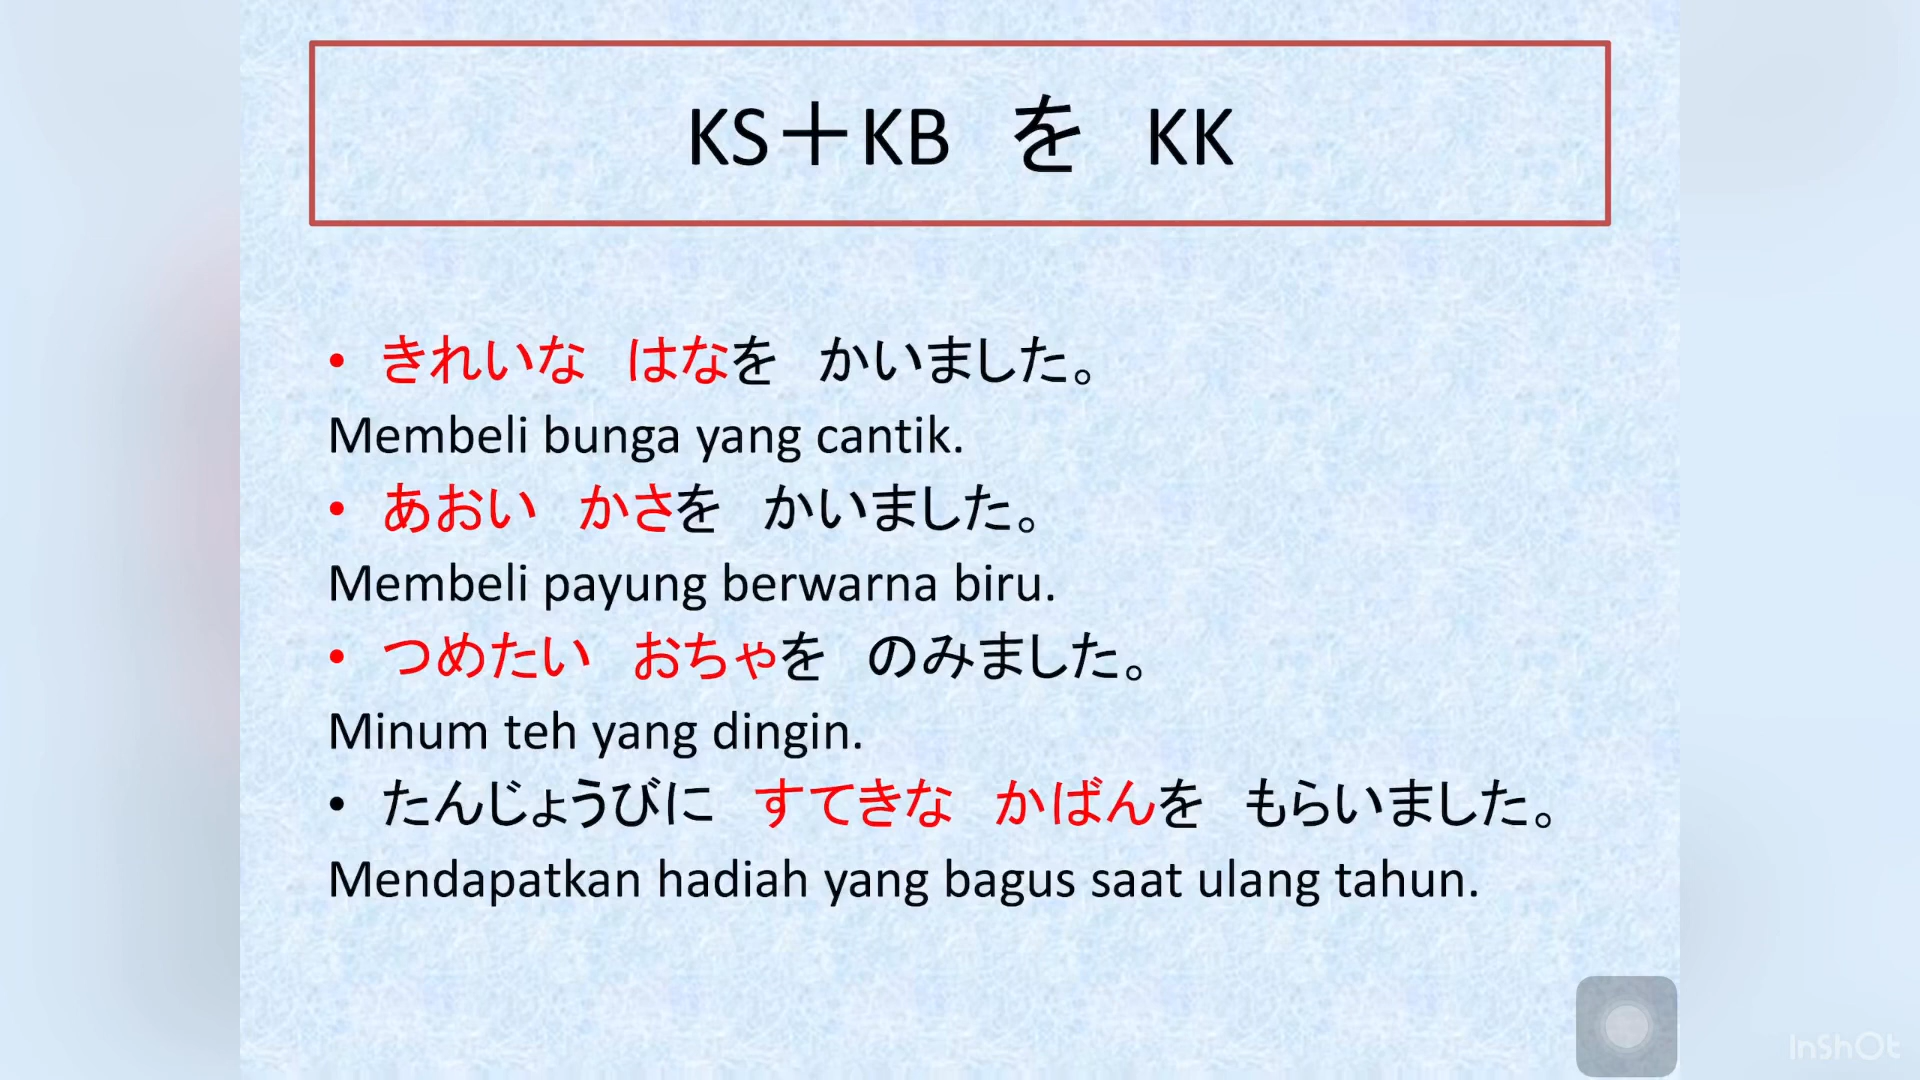 KS＋KB　を　KK
• きれいな　はなを　かいました。
Membeli bunga yang cantik.
• あおい　かさを　かいました。
Membeli payung berwarna biru.
• つめたい　おちゃを　のみました。
Minum teh yang dingin.
• たんじょうびに　すてきな　かばんを　もらいました。
Mendapatkan hadiah yang bagus saat ulang tahun.
InShOt